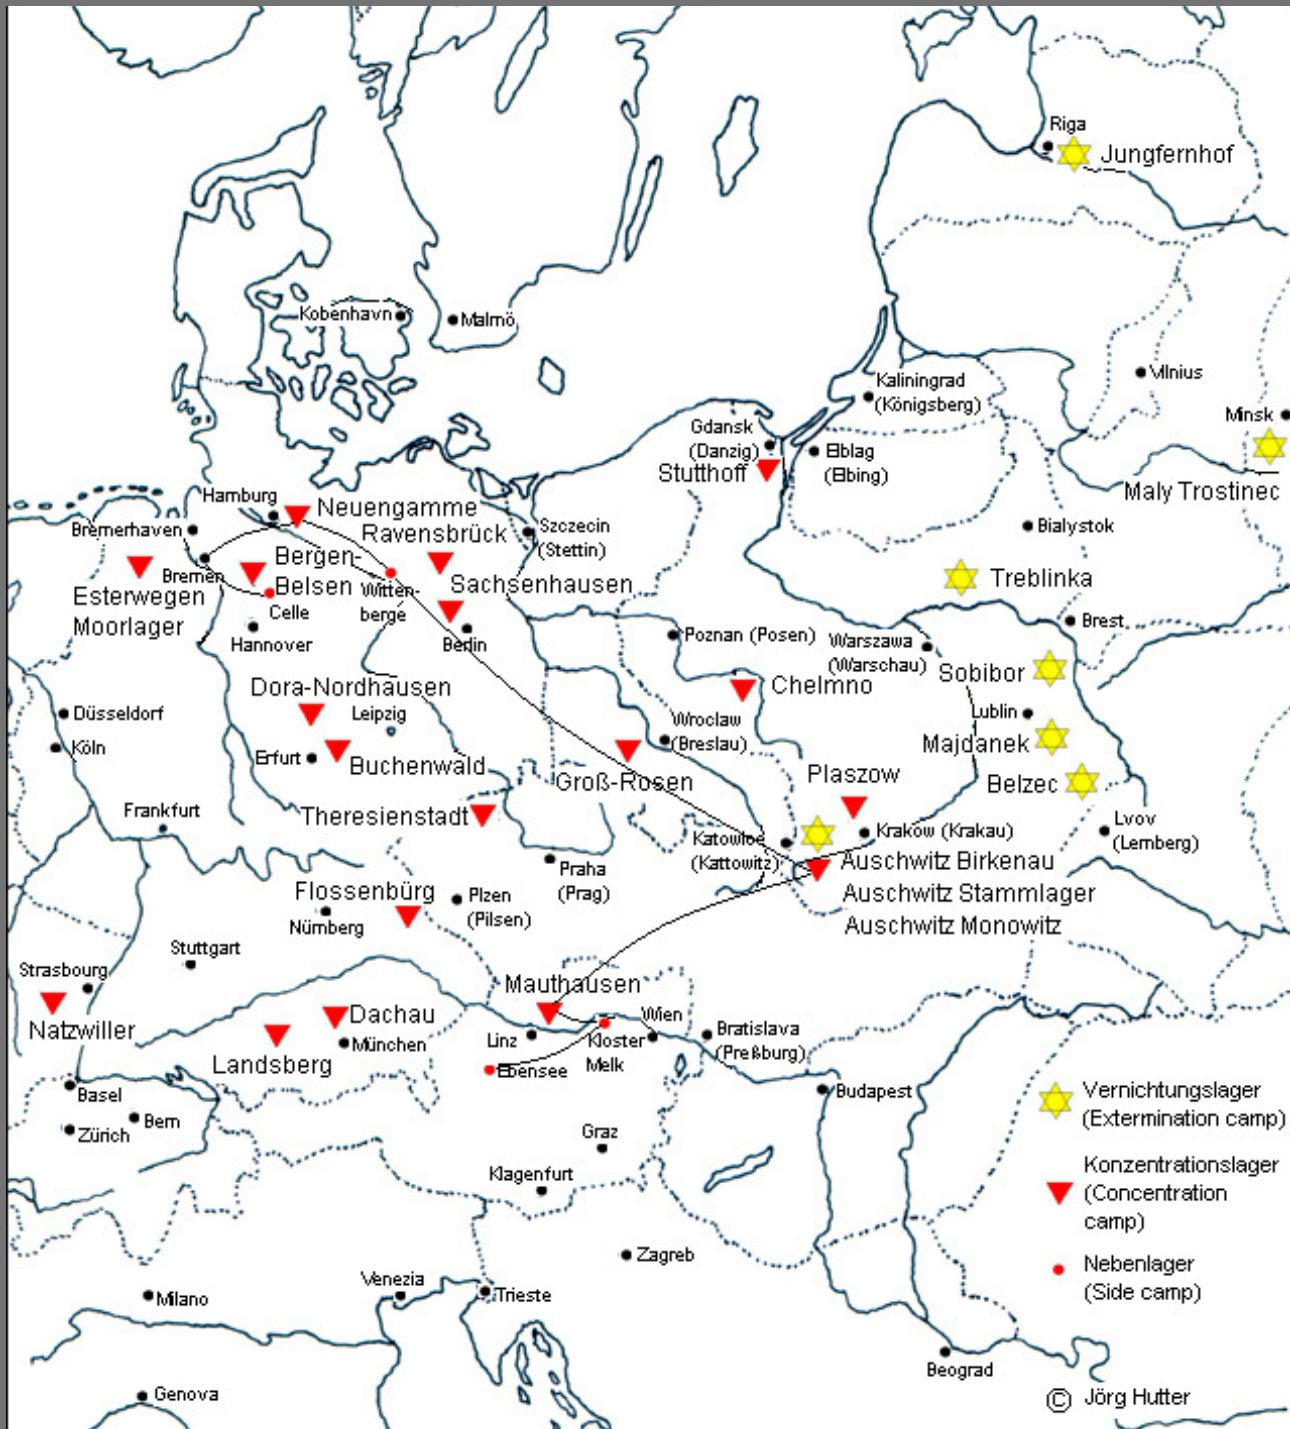 Riga
Jungfernhof
Kobenhavn
Malmö
Vilnius
Kaliningrad
(Königsberg)
Minsk
Gdansk
(Danzig)
Elblag
(Elbing)
Stutthoff
Maly Trostinec
Hamburg
Neuengamme
Bremerhaven
Ravensbrück
Szczecin
(Stettin)
Bialystok
Bremen
Bergen-
Belsen
Esterwegen
Moorlager
Celle
Witten-
berge
Sachsenhausen
Treblinka
Hannover
Berlin
Poznan (Posen)
Warszawa
(Warschau)
Brest
Sobibor
Dora-Nordhausen
Chelmno
Leipzig
Düsseldorf
Lublin
Köln
Wroclaw
(Breslau)
Majdanek
Erfurt
Buchenwald
Groß-Rosen
Plaszow
Belzec
Frankfurt
Theresienstadt
Katowice
(Kattowitz)
Krakow (Krakau)
Lvov
(Lemberg)
Praha
(Prag)
Auschwitz Birkenau
Auschwitz Stammlager
Auschwitz Monowitz
Flossenbürg
Nürnberg
Plzen
(Pilsen)
Stuttgart
Strasbourg
Natzwiller
Mauthausen
Dachau
München
Landsberg
Linz
Kloster
Melk
Wien
Bratislava
(Preßburg)
Ebensee
Basel
Bern
Zürich
Budapest
Graz
Klagenfurt
Zagreb
Venezia
Trieste
Milano
Genova
Beograd
Vernichtungslager
(Extermination camp)
Konzentrationslager
(Concentration
camp)
Nebenlager
(Side camp)
© Jörg Hutter